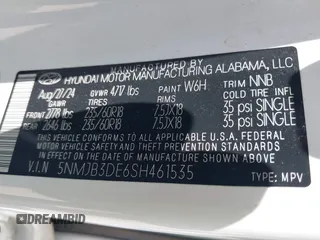 MANUFACTURED BY
HYUNDAI MOTOR MANUFACTURING ALABAMA, LLC
Aug/27/24 GVWR 4717 lbs PAINT W6H TRIM NNB
GAWR TIRES RIMS COLD TIRE INFL
FRONT 2778 lbs 235/60R18 7.5JX18 35 psi SINGLE
REAR 2646 lbs 235/60R18 7.5JX18 35 psi SINGLE
THIS VEHICLE CONFORMS TO ALL APPLICABLE U.S.A. FEDERAL
MOTOR VEHICLE SAFETY AND THEFT PREVENTION STANDARDS
IN EFFECT ON THE DATE OF MANUFACTURE SHOWN ABOVE.
V.I.N 5NMJB3DE6SH461535
TYPE: MPV
DREAMBID